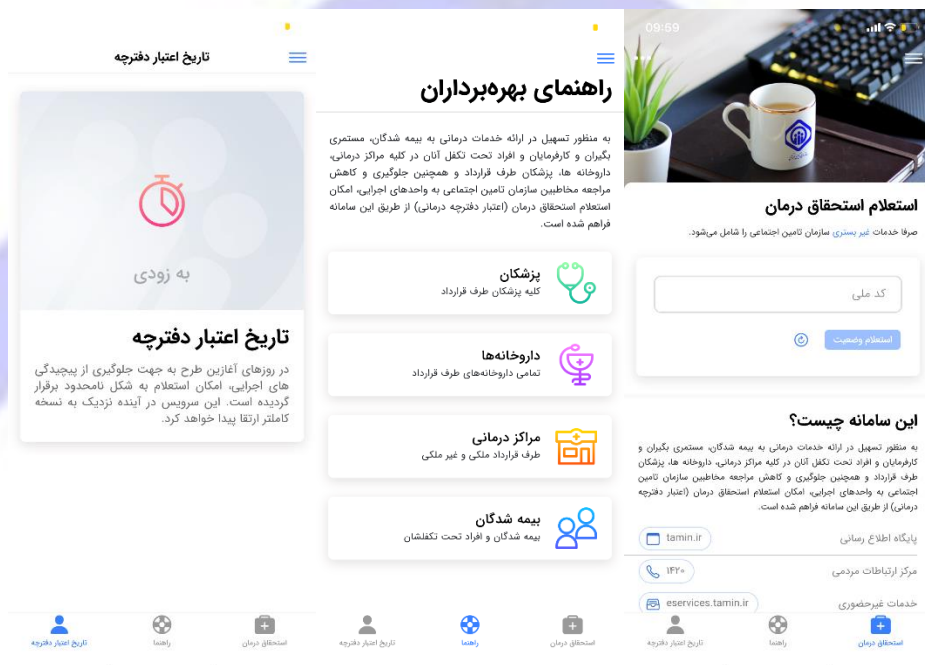 09:59
استعلام استحقاق درمان
صرفا خدمات غیر بستری سازمان تامین اجتماعی را شامل می‌شود.
کد ملی
استعلام وضعیت
این سامانه چیست؟
به منظور تسهیل در ارائه خدمات درمانی به بیمه شدگان، مستمری بگیران و
کارفرمایان و افراد تحت تکفل آنان در کلیه مراکز درمانی، داروخانه ها، پزشکان
طرف قرارداد و همچنین جلوگیری و کاهش مراجعه مخاطبین سازمان تامین
اجتماعی به واحدهای اجرایی، امکان استعلام استحقاق درمان (اعتبار دفترچه
درمانی) از طریق این سامانه فراهم شده است.
پایگاه اطلاع رسانی
tamin.ir
مرکز ارتباطات مردمی
۱۴۲۰
خدمات غیرحضوری
eservices.tamin.ir
استحقاق درمان
راهنما
تاریخ اعتبار دفترچه
راهنمای بهره‌برداران
به منظور تسهیل در ارائه خدمات درمانی به بیمه شدگان، مستمری
بگیران و کارفرمایان و افراد تحت تکفل آنان در کلیه مراکز درمانی،
داروخانه ها، پزشکان طرف قرارداد و همچنین جلوگیری و کاهش
مراجعه مخاطبین سازمان تامین اجتماعی به واحدهای اجرایی، امکان
استعلام استحقاق درمان (اعتبار دفترچه درمانی) از طریق این سامانه
فراهم شده است.
پزشکان
کلیه پزشکان طرف قرارداد
داروخانه‌ها
تمامی داروخانه‌های طرف قرارداد
مراکز درمانی
طرف قرارداد ملکی و غیر ملکی
بیمه شدگان
بیمه شدگان و افراد تحت تکفلشان
استحقاق درمان
راهنما
تاریخ اعتبار دفترچه
تاریخ اعتبار دفترچه
به زودی
تاریخ اعتبار دفترچه
در روزهای آغازین طرح به جهت جلوگیری از پیچیدگی
های اجرایی، امکان استعلام به شکل نامحدود برقرار
گردیده است. این سرویس در آینده نزدیک به نسخه
کاملتر ارتقا پیدا خواهد کرد.
استحقاق درمان
راهنما
تاریخ اعتبار دفترچه